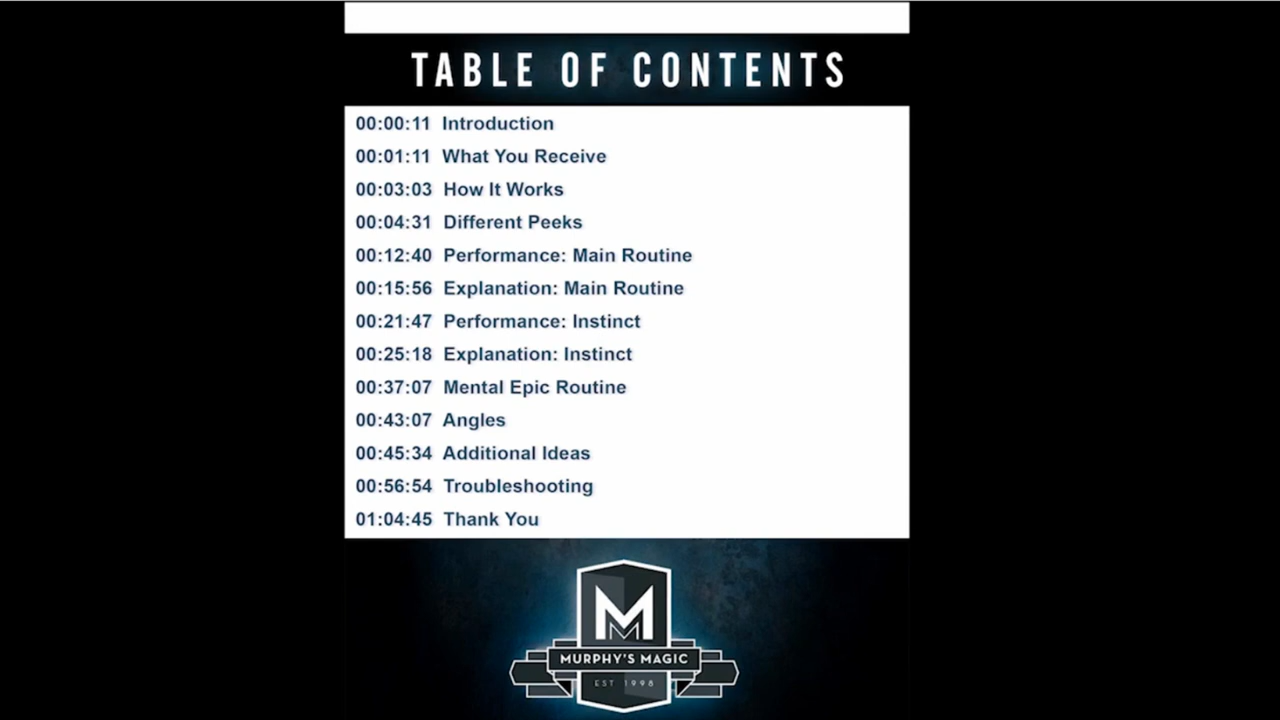 TABLE OF CONTENTS
00:00:11 Introduction
00:01:11 What You Receive
00:03:03 How It Works
00:04:31 Different Peeks
00:12:40 Performance: Main Routine
00:15:56 Explanation: Main Routine
00:21:47 Performance: Instinct
00:25:18 Explanation: Instinct
00:37:07 Mental Epic Routine
00:43:07 Angles
00:45:34 Additional Ideas
00:56:54 Troubleshooting
01:04:45 Thank You
M
M
MURPHY'S MAGIC
EST 1998